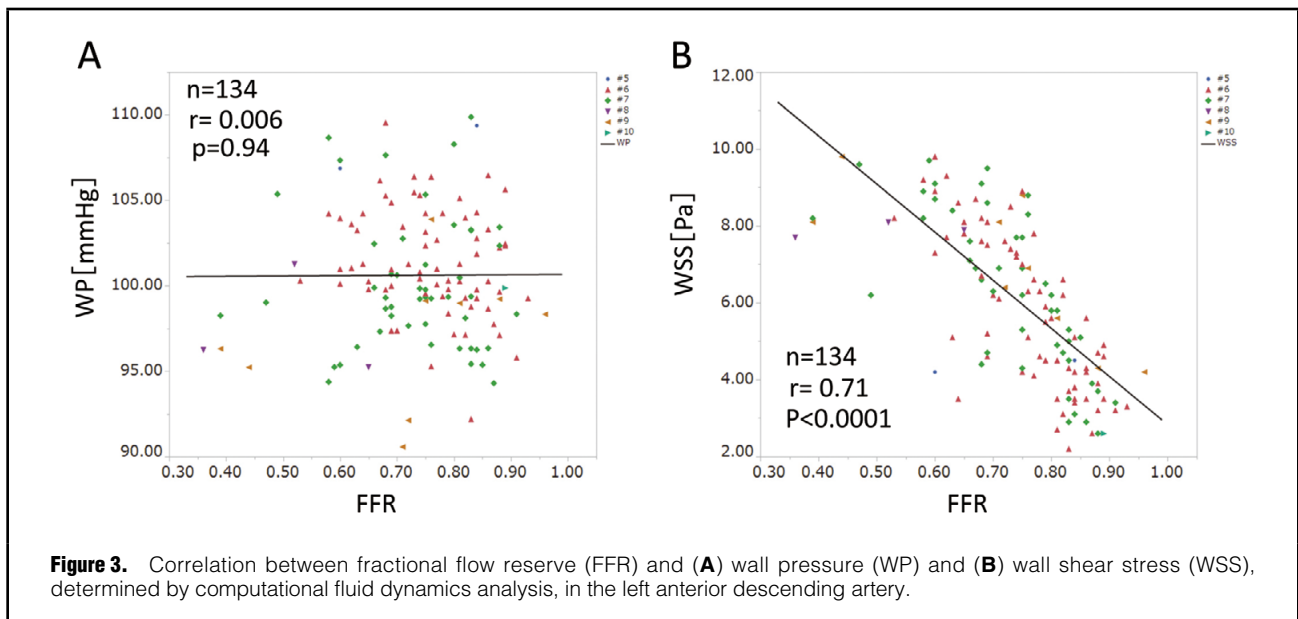 A
n=134
r= 0.006
p=0.94
WP[mmHg]
110.00
105.00
100.00
95.00
90.00
0.30 0.40 0.50 0.60 0.70 0.80 0.90 1.00
FFR
#5
#6
#7
#8
#9
#10
WP
B
WSS[Pa]
12.00
10.00
8.00
6.00
4.00
2.00
n=134
r= 0.71
P<0.0001
0.30 0.40 0.50 0.60 0.70 0.80 0.90 1.00
FFR
#5
#6
#7
#8
#9
#10
WSS
Figure 3. Correlation between fractional flow reserve (FFR) and (A) wall pressure (WP) and (B) wall shear stress (WSS),
determined by computational fluid dynamics analysis, in the left anterior descending artery.